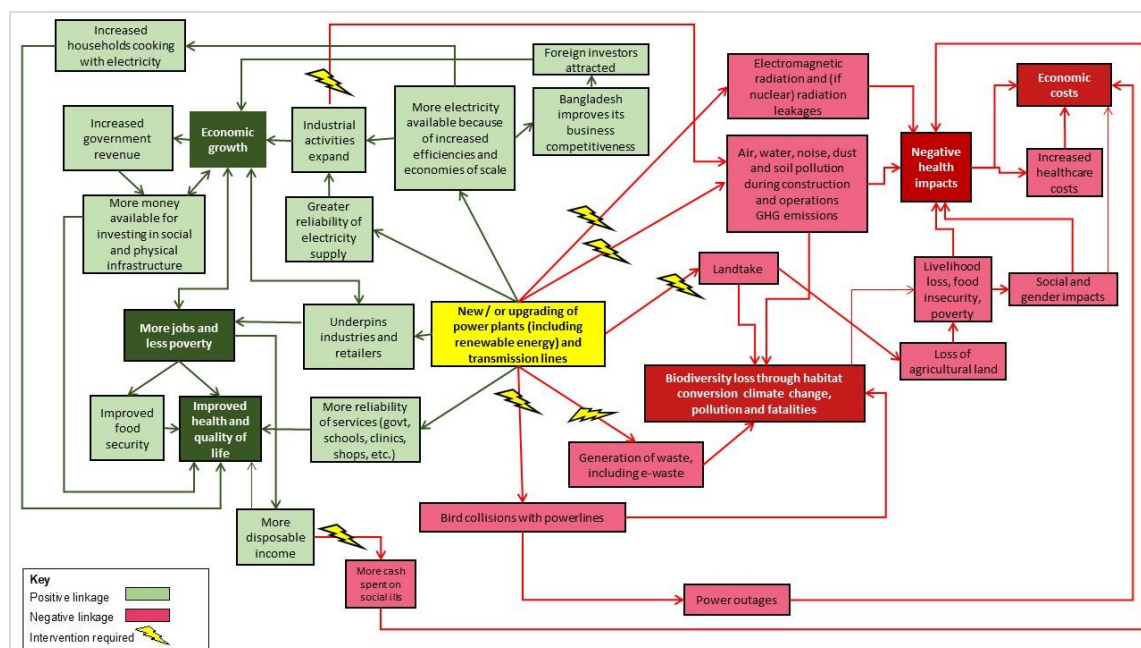 Increased
households cooking
with electricity
Foreign investors
attracted
Electromagnetic
radiation and (if
nuclear) radiation
leakages
Economic
costs
Increased
government
revenue
Economic
growth
Industrial
activities
expand
More electricity
available because
of increased
efficiencies and
economies of scale
Bangladesh
improves its
business
competitiveness
Air, water, noise, dust
and soil pollution
during construction
and operations
GHG emissions
Negative
health
impacts
Increased
healthcare
costs
More money
available for
investing in social
and physical
infrastructure
Greater
reliability of
electricity
supply
Landtake
Livelihood
loss, food
insecurity,
poverty
Social and
gender impacts
More jobs and
less poverty
Underpins
industries and
retailers
New / or upgrading of
power plants (including
renewable energy) and
transmission lines
Loss of
agricultural land
Biodiversity loss through habitat
conversion climate change,
pollution and fatalities
Improved
food
security
Improved
health and
quality of
life
More reliability
of services (govt,
schools, clinics,
shops, etc.)
Generation of waste,
including e-waste
More
disposable
income
Bird collisions with powerlines
More cash
spent on
social ills
Power outages
Key
Positive linkage
Negative linkage
Intervention required